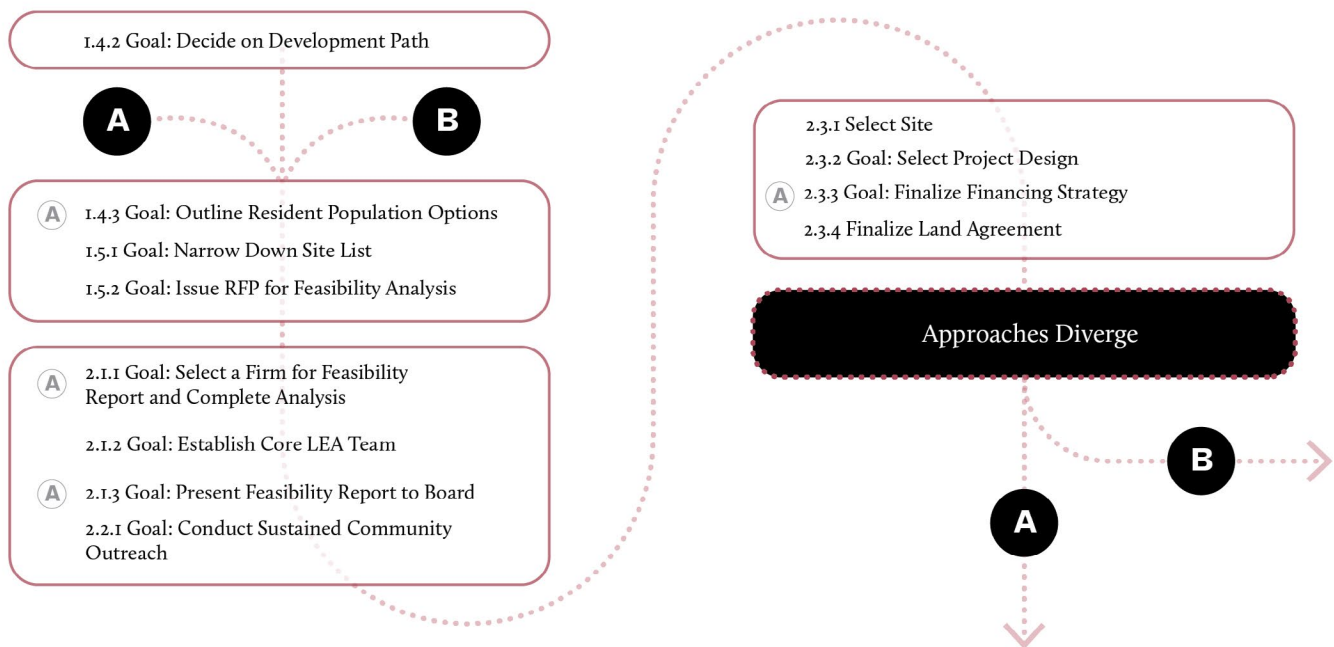 1.4.2 Goal: Decide on Development Path
A
B
A
1.4.3 Goal: Outline Resident Population Options
1.5.1 Goal: Narrow Down Site List
1.5.2 Goal: Issue RFP for Feasibility Analysis
A
2.1.1 Goal: Select a Firm for Feasibility
Report and Complete Analysis
2.1.2 Goal: Establish Core LEA Team
A
2.1.3 Goal: Present Feasibility Report to Board
2.2.1 Goal: Conduct Sustained Community
Outreach
2.3.1 Select Site
2.3.2 Goal: Select Project Design
A
2.3.3 Goal: Finalize Financing Strategy
2.3.4 Finalize Land Agreement
Approaches Diverge
B
A